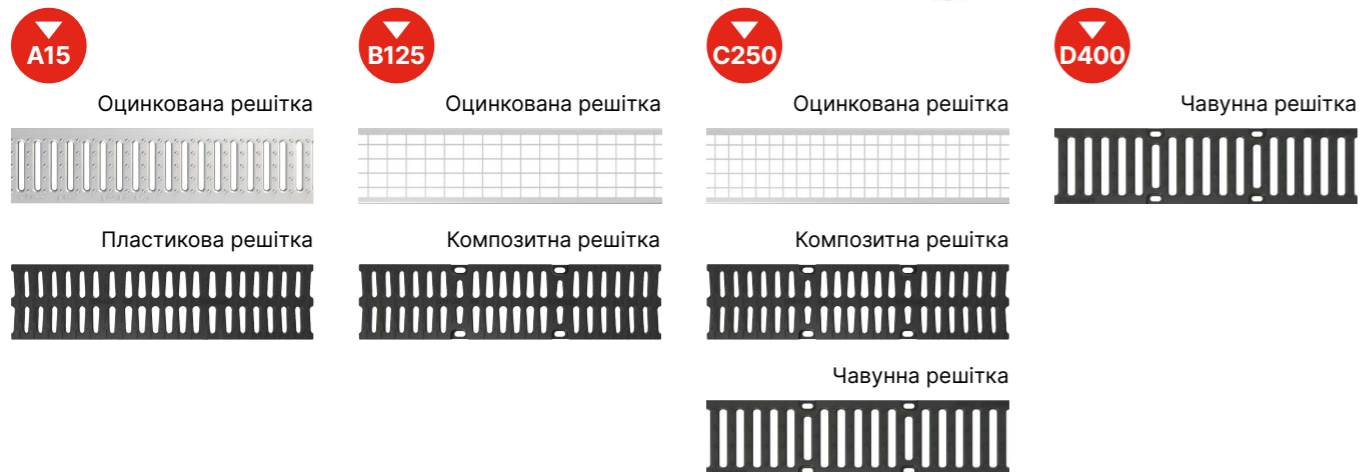 A15
B125
C250
D400
Оцинкована решітка
Оцинкована решітка
Оцинкована решітка
Чавунна решітка
Пластикова решітка
Композитна решітка
Композитна решітка
Чавунна решітка